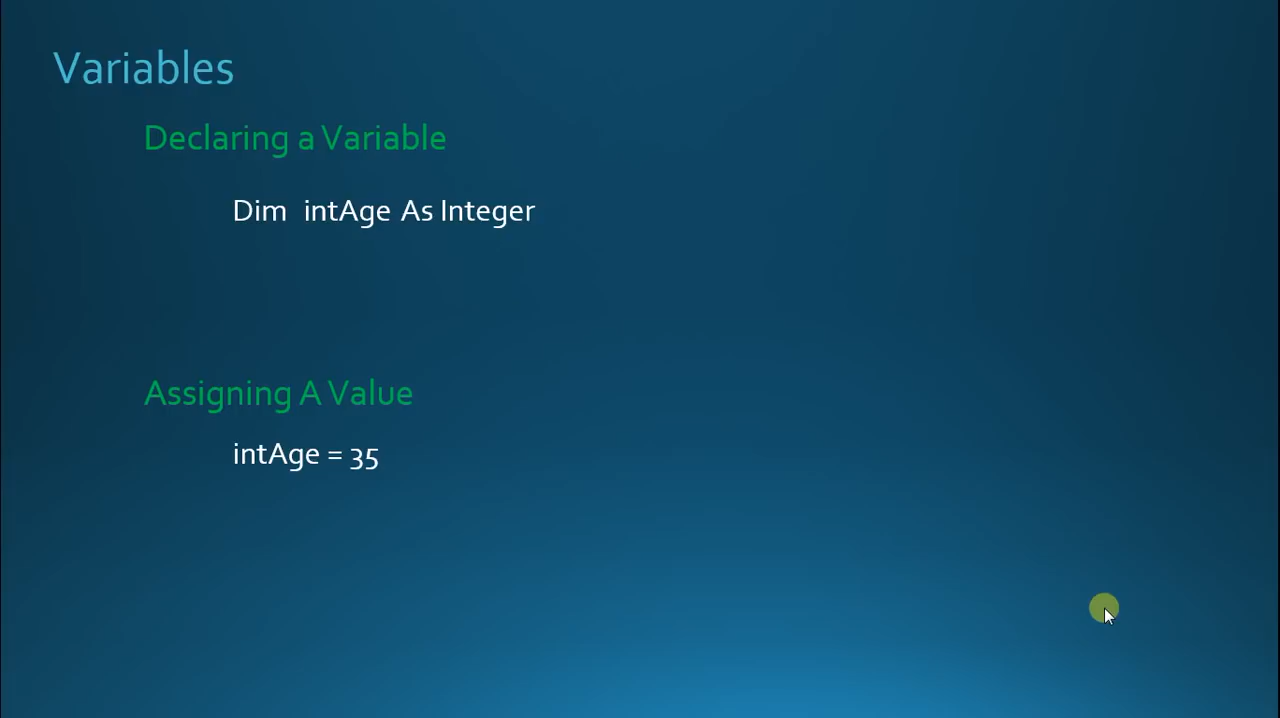 Variables
Declaring a Variable
Dim intAge As Integer
Assigning A Value
intAge = 35